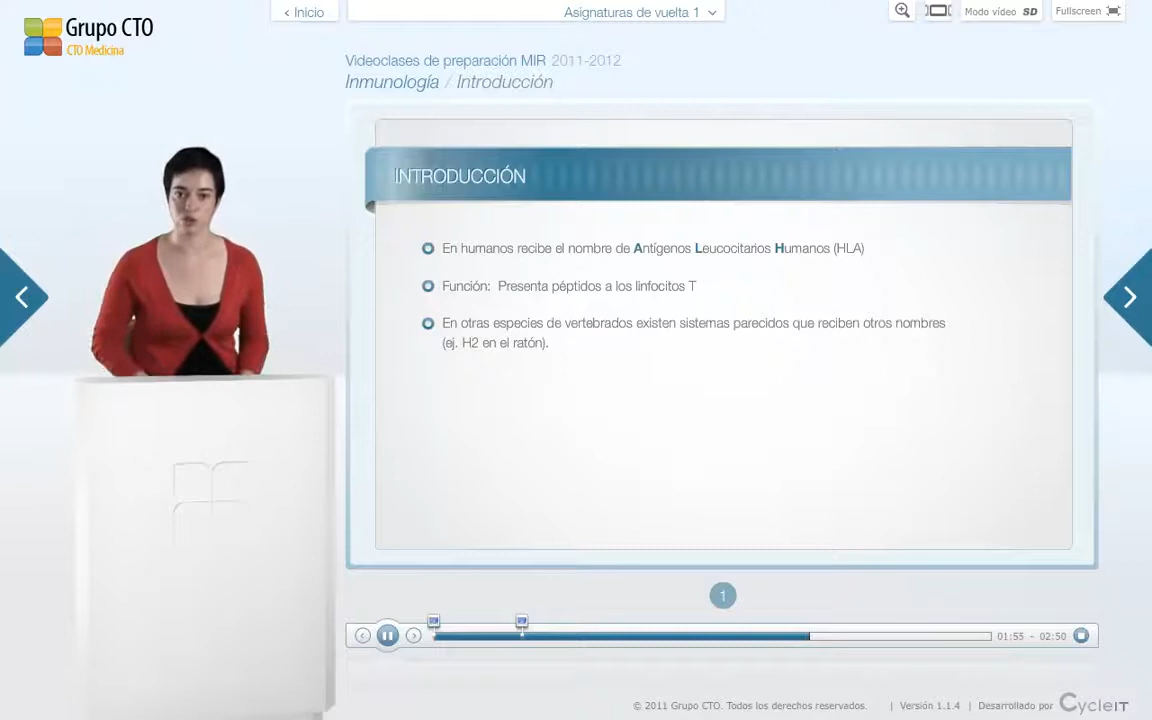 ‹ Inicio
Asignaturas de vuelta 1
Modo vídeo SD
Fullscreen
Grupo CTO
CTO Medicina
Videoclases de preparación MIR 2011-2012
Inmunología / Introducción
INTRODUCCIÓN
En humanos recibe el nombre de Antígenos Leucocitarios Humanos (HLA)
Función: Presenta péptidos a los linfocitos T
En otras especies de vertebrados existen sistemas parecidos que reciben otros nombres
(ej. H2 en el ratón).
1
01:55 - 02:50
© 2011 Grupo CTO. Todos los derechos reservados. | Versión 1.1.4 | Desarrollado por CycleIT